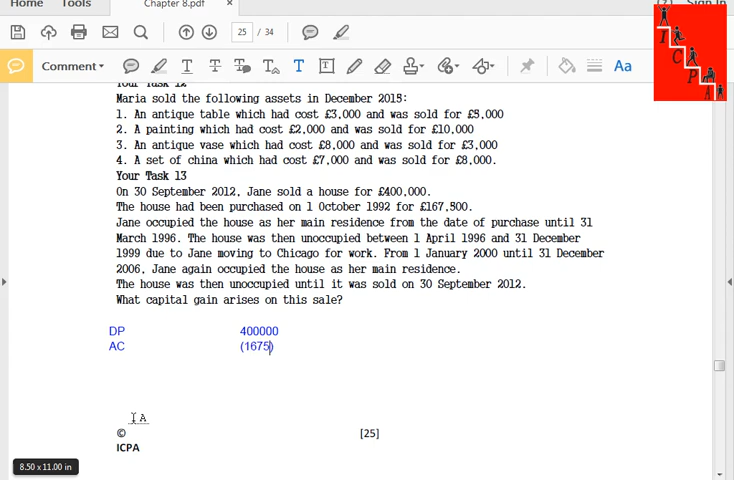 Home Tools Chapter 8.pdf × Sign In
25 / 34
Comment Aa
Your Task 12
Maria sold the following assets in December 2015:
1. An antique table which had cost £3,000 and was sold for £5,000
2. A painting which had cost £2,000 and was sold for £10,000
3. An antique vase which had cost £8,000 and was sold for £3,000
4. A set of china which had cost £7,000 and was sold for £8,000.
Your Task 13
On 30 September 2012, Jane sold a house for £400,000.
The house had been purchased on 1 October 1992 for £167,500.
Jane occupied the house as her main residence from the date of purchase until 31
March 1996. The house was then unoccupied between 1 April 1996 and 31 December
1999 due to Jane moving to Chicago for work. From 1 January 2000 until 31 December
2006, Jane again occupied the house as her main residence.
The house was then unoccupied until it was sold on 30 September 2012.
What capital gain arises on this sale?
DP 400000
AC (1675)
© [25]
ICPA
8.50 x 11.00 in
I
C
P
A